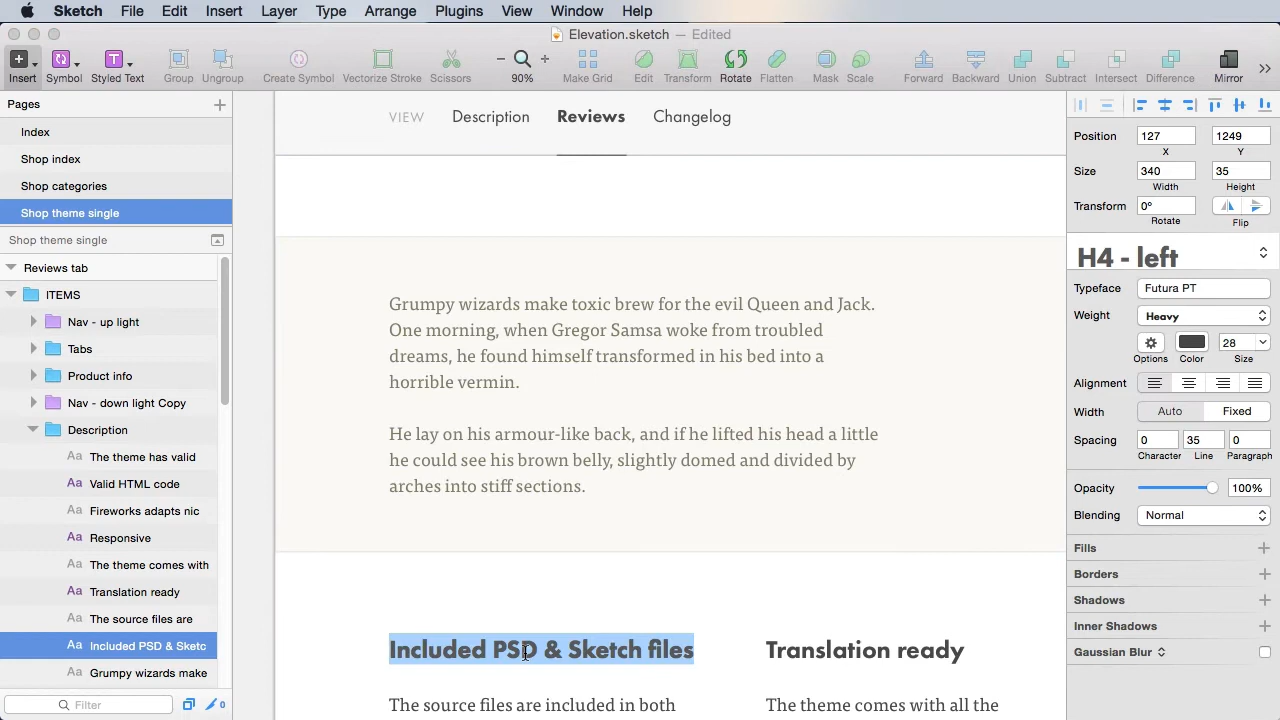 Sketch File Edit Insert Layer Type Arrange Plugins View Window Help
Elevation.sketch — Edited
Insert Symbol Styled Text Group Ungroup Create Symbol Vectorize Stroke Scissors 90% Make Grid Edit Transform Rotate Flatten Mask Scale Forward Backward Union Subtract Intersect Difference Mirror
Pages
Index
Shop index
Shop categories
Shop theme single
Shop theme single
Reviews tab
ITEMS
Nav - up light
Tabs
Product info
Nav - down light Copy
Description
Aa The theme has valid
Aa Valid HTML code
Aa Fireworks adapts nic
Aa Responsive
Aa The theme comes with
Aa Translation ready
Aa The source files are
Aa Included PSD & Sketc
Aa Grumpy wizards make
Filter
0
VIEW Description Reviews Changelog
Grumpy wizards make toxic brew for the evil Queen and Jack.
One morning, when Gregor Samsa woke from troubled
dreams, he found himself transformed in his bed into a
horrible vermin.
He lay on his armour-like back, and if he lifted his head a little
he could see his brown belly, slightly domed and divided by
arches into stiff sections.
Included PSD & Sketch files
Translation ready
The source files are included in both
The theme comes with all the
Position 127 1249
X Y
Size 340 35
Width Height
Transform 0º
Rotate Flip
H4 - left
Typeface Futura PT
Weight Heavy
28
Options Color Size
Alignment
Width Auto Fixed
Spacing 0 35 0
Character Line Paragraph
Opacity 100%
Blending Normal
Fills
Borders
Shadows
Inner Shadows
Gaussian Blur